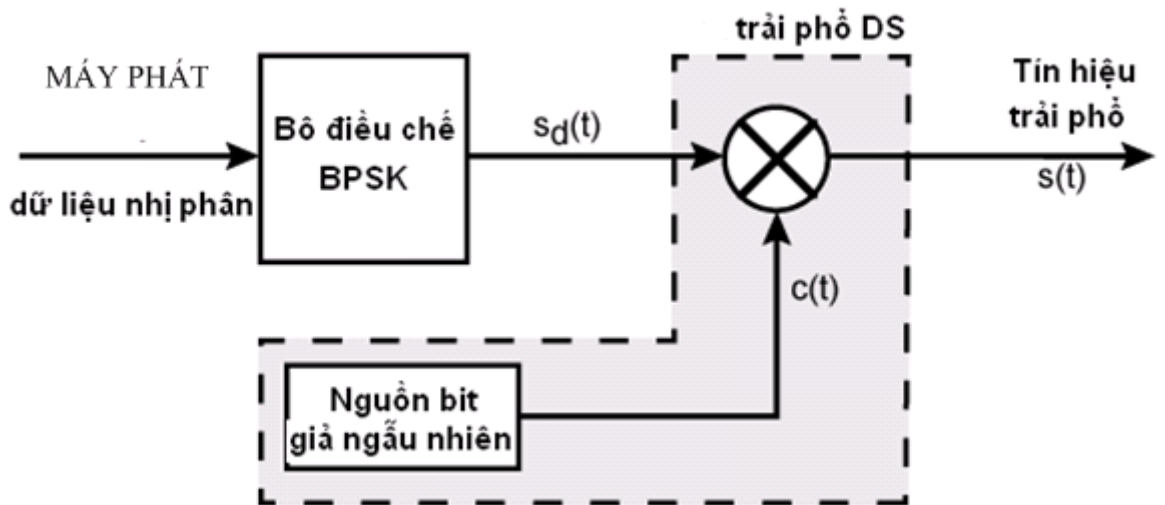 trải phổ DS
MÁY PHÁT
Bô điều chế
BPSK
s_d(t)
Tín hiệu
trải phổ
s(t)
dữ liệu nhị phân
c(t)
Nguồn bit
giả ngẫu nhiên